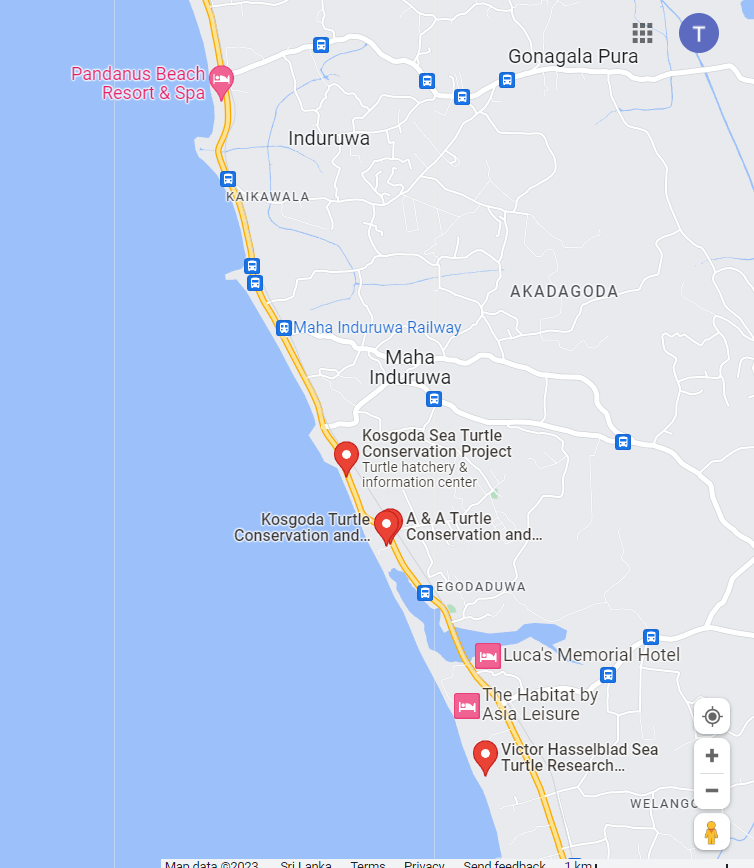 T
Gonagala Pura
Pandanus Beach
Resort & Spa
Induruwa
KAIKAWALA
AKADAGODA
Maha Induruwa Railway
Maha
Induruwa
Kosgoda Sea Turtle
Conservation Project
Turtle hatchery &
information center
Kosgoda Turtle
Conservation and...
A & A Turtle
Conservation and...
EGODADUWA
Luca's Memorial Hotel
The Habitat by
Asia Leisure
Victor Hasselblad Sea
Turtle Research...
WELANGO
Map data ©2023 Sri Lanka Terms Privacy Send feedback 1 km